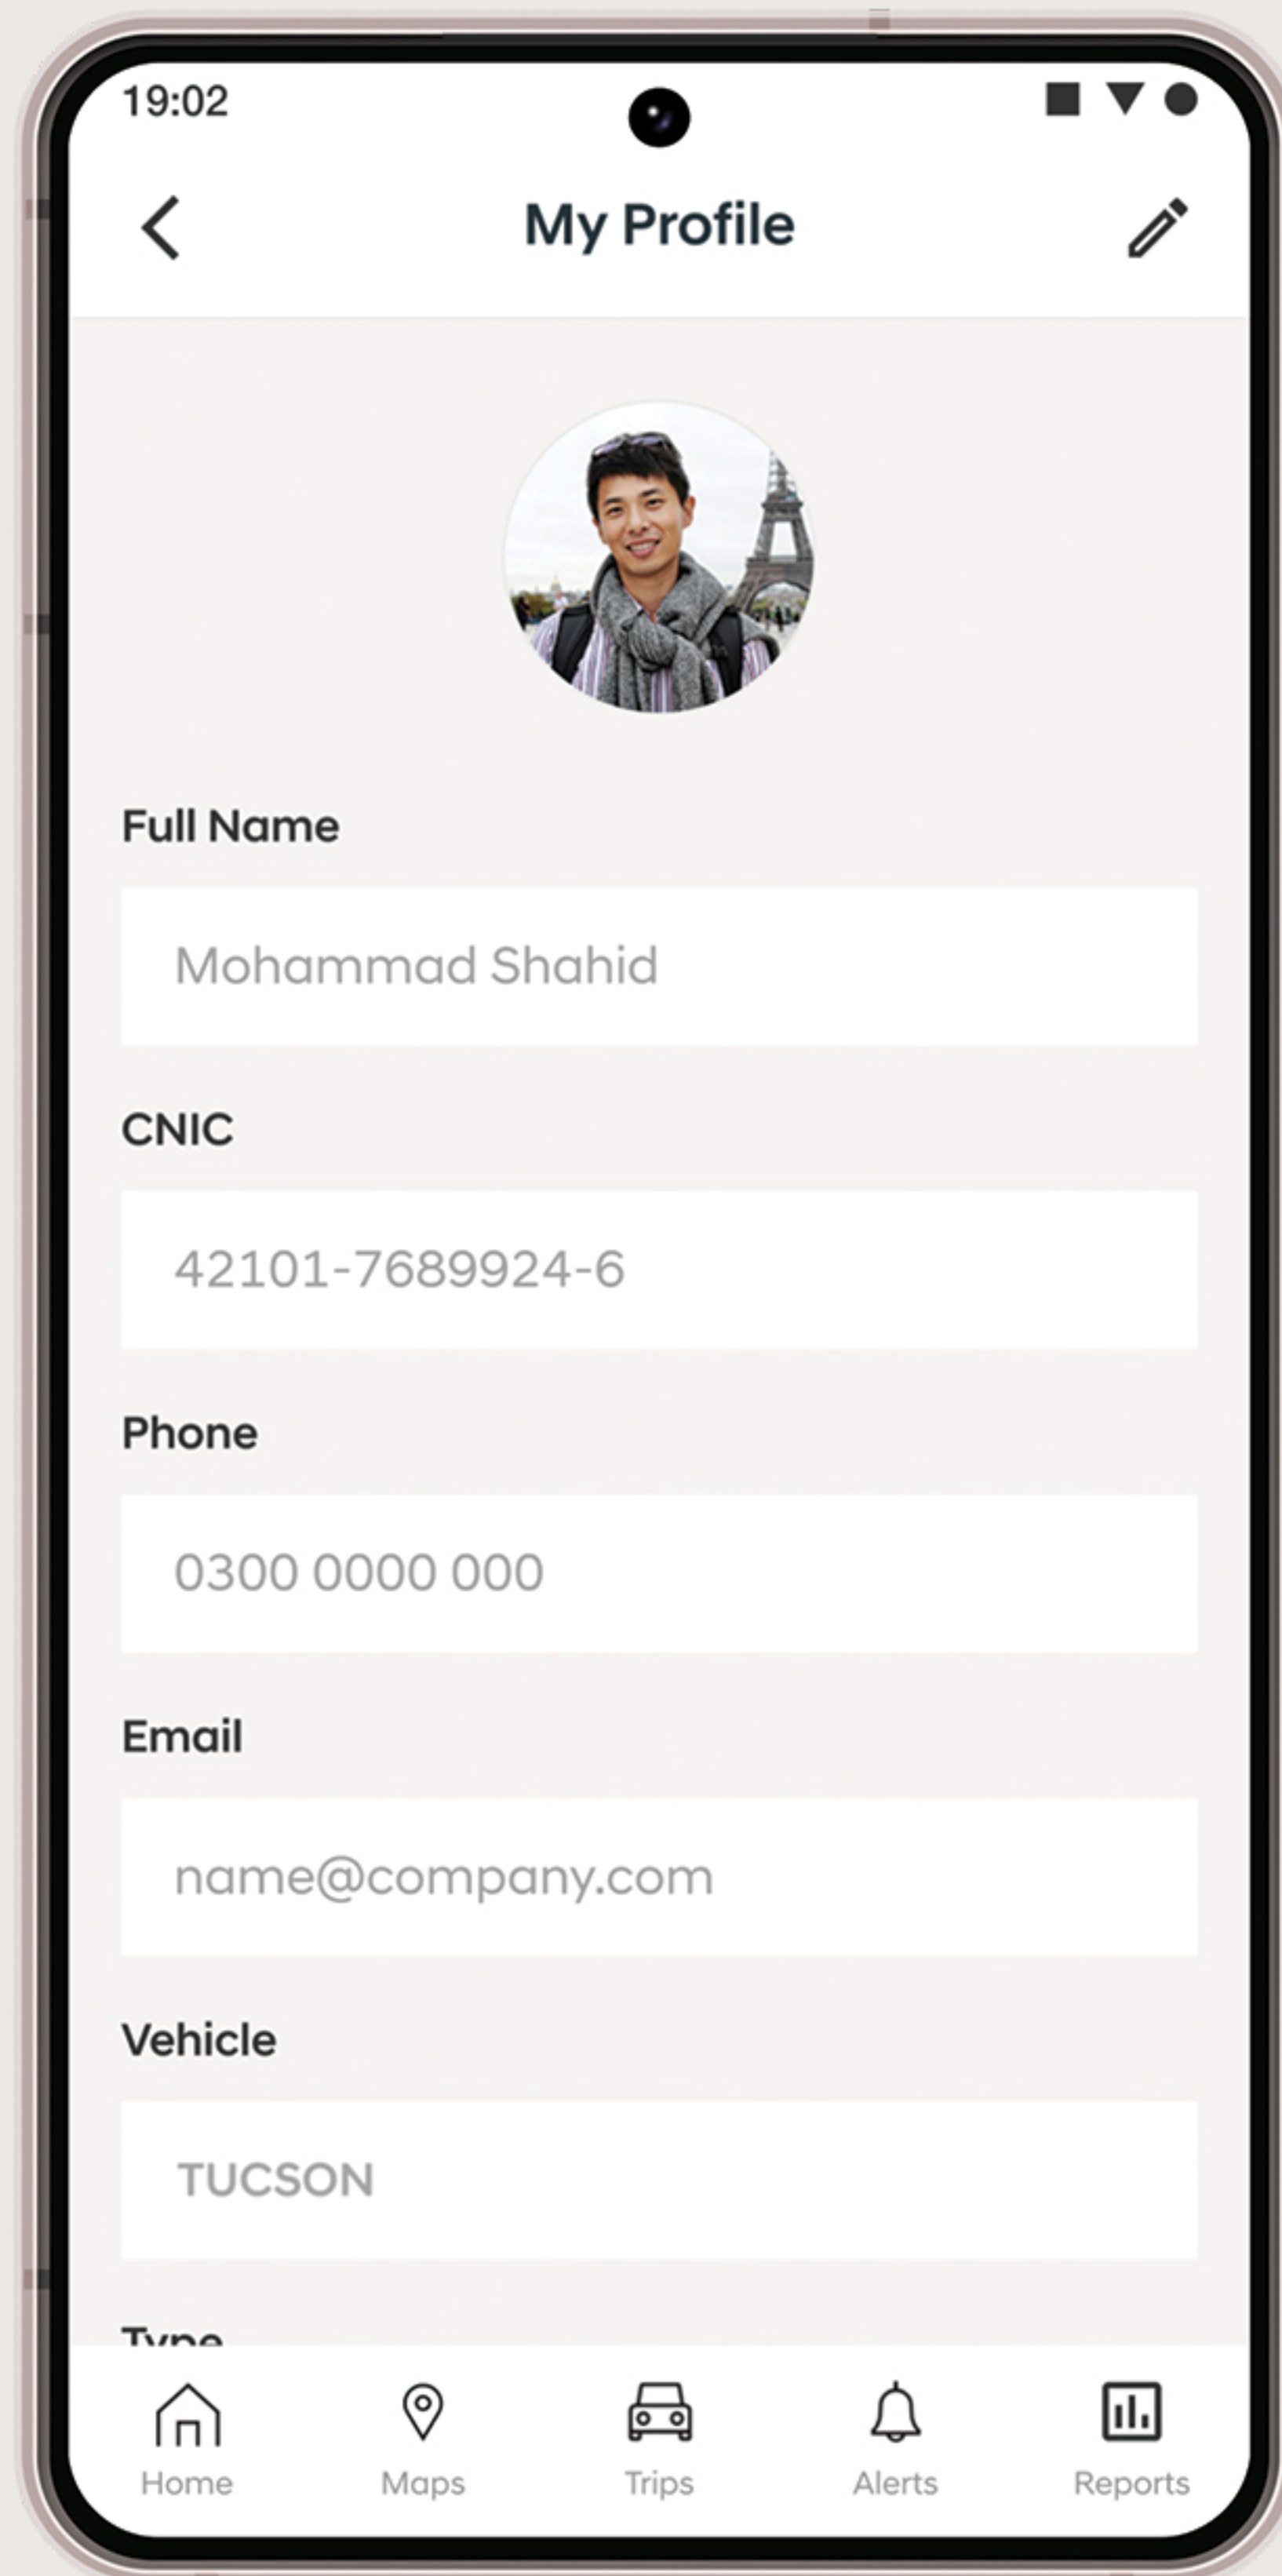 19:02
My Profile
Full Name
Mohammad Shahid
CNIC
42101-7689924-6
Phone
0300 0000 000
Email
name@company.com
Vehicle
TUCSON
Type
Home
Maps
Trips
Alerts
Reports